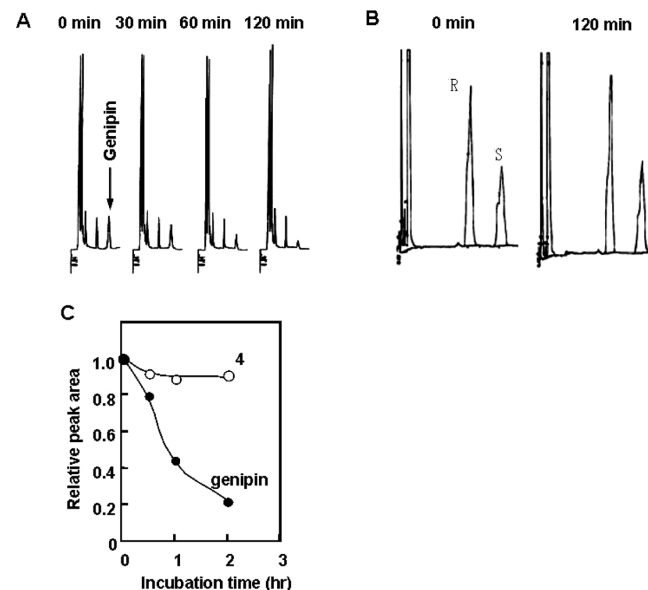 A
0 min 30 min 60 min 120 min
Genipin
B
0 min 120 min
R
S
C
Relative peak area
1.0
0.8
0.6
0.4
0.2
0 1 2 3
4
genipin
Incubation time (hr)